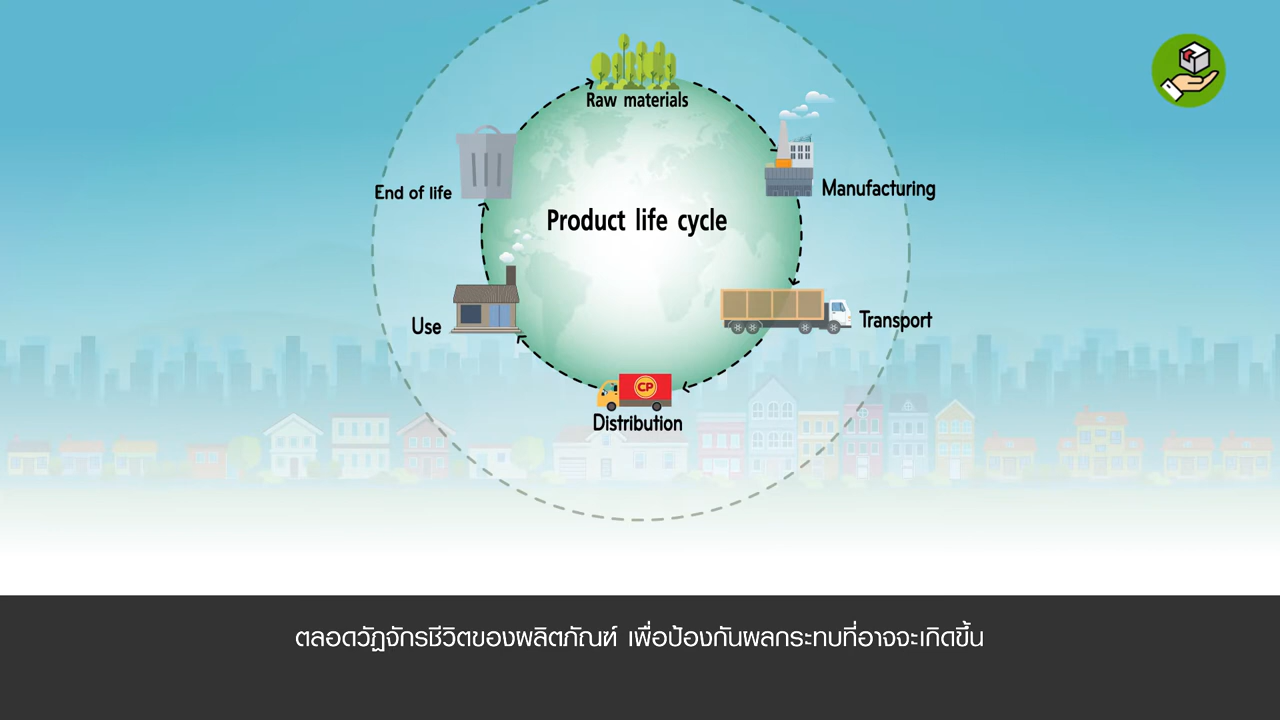 Raw materials
End of life
Manufacturing
Product life cycle
Use
Transport
CP
Distribution
ตลอดวัฏจักรชีวิตของผลิตภัณฑ์ เพื่อป้องกันผลกระทบที่อาจจะเกิดขึ้น